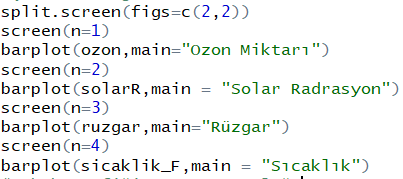 split.screen(figs=c(2,2))
screen(n=1)
barplot(ozon,main="Ozon Miktarı")
screen(n=2)
barplot(solarR,main = "Solar Radrasyon")
screen(n=3)
barplot(ruzgar,main="Rüzgar")
screen(n=4)
barplot(sicaklik_F,main = "Sıcaklık")